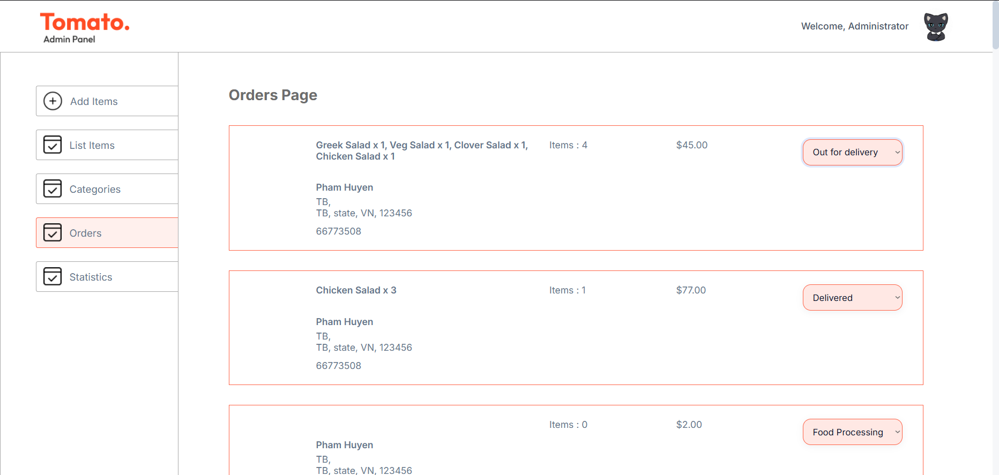 Tomato.
Admin Panel
Welcome, Administrator
Add Items
List Items
Categories
Orders
Statistics
Orders Page
Greek Salad x 1, Veg Salad x 1, Clover Salad x 1,
Chicken Salad x 1
Items : 4
$45.00
Out for delivery
Pham Huyen
TB,
TB, state, VN, 123456
66773508
Chicken Salad x 3
Items : 1
$77.00
Delivered
Pham Huyen
TB,
TB, state, VN, 123456
66773508
Items : 0
$2.00
Food Processing
Pham Huyen
TB,
TB, state, VN, 123456